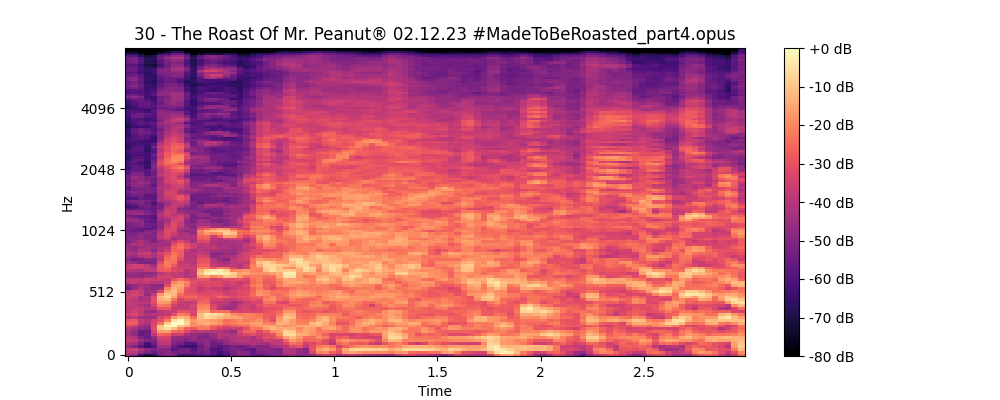 30 - The Roast Of Mr. Peanut® 02.12.23 #MadeToBeRoasted_part4.opus
+0 dB
-10 dB
-20 dB
-30 dB
-40 dB
-50 dB
-60 dB
-70 dB
-80 dB
4096
2048
1024
512
0
Hz
0 0.5 1 1.5 2 2.5
Time